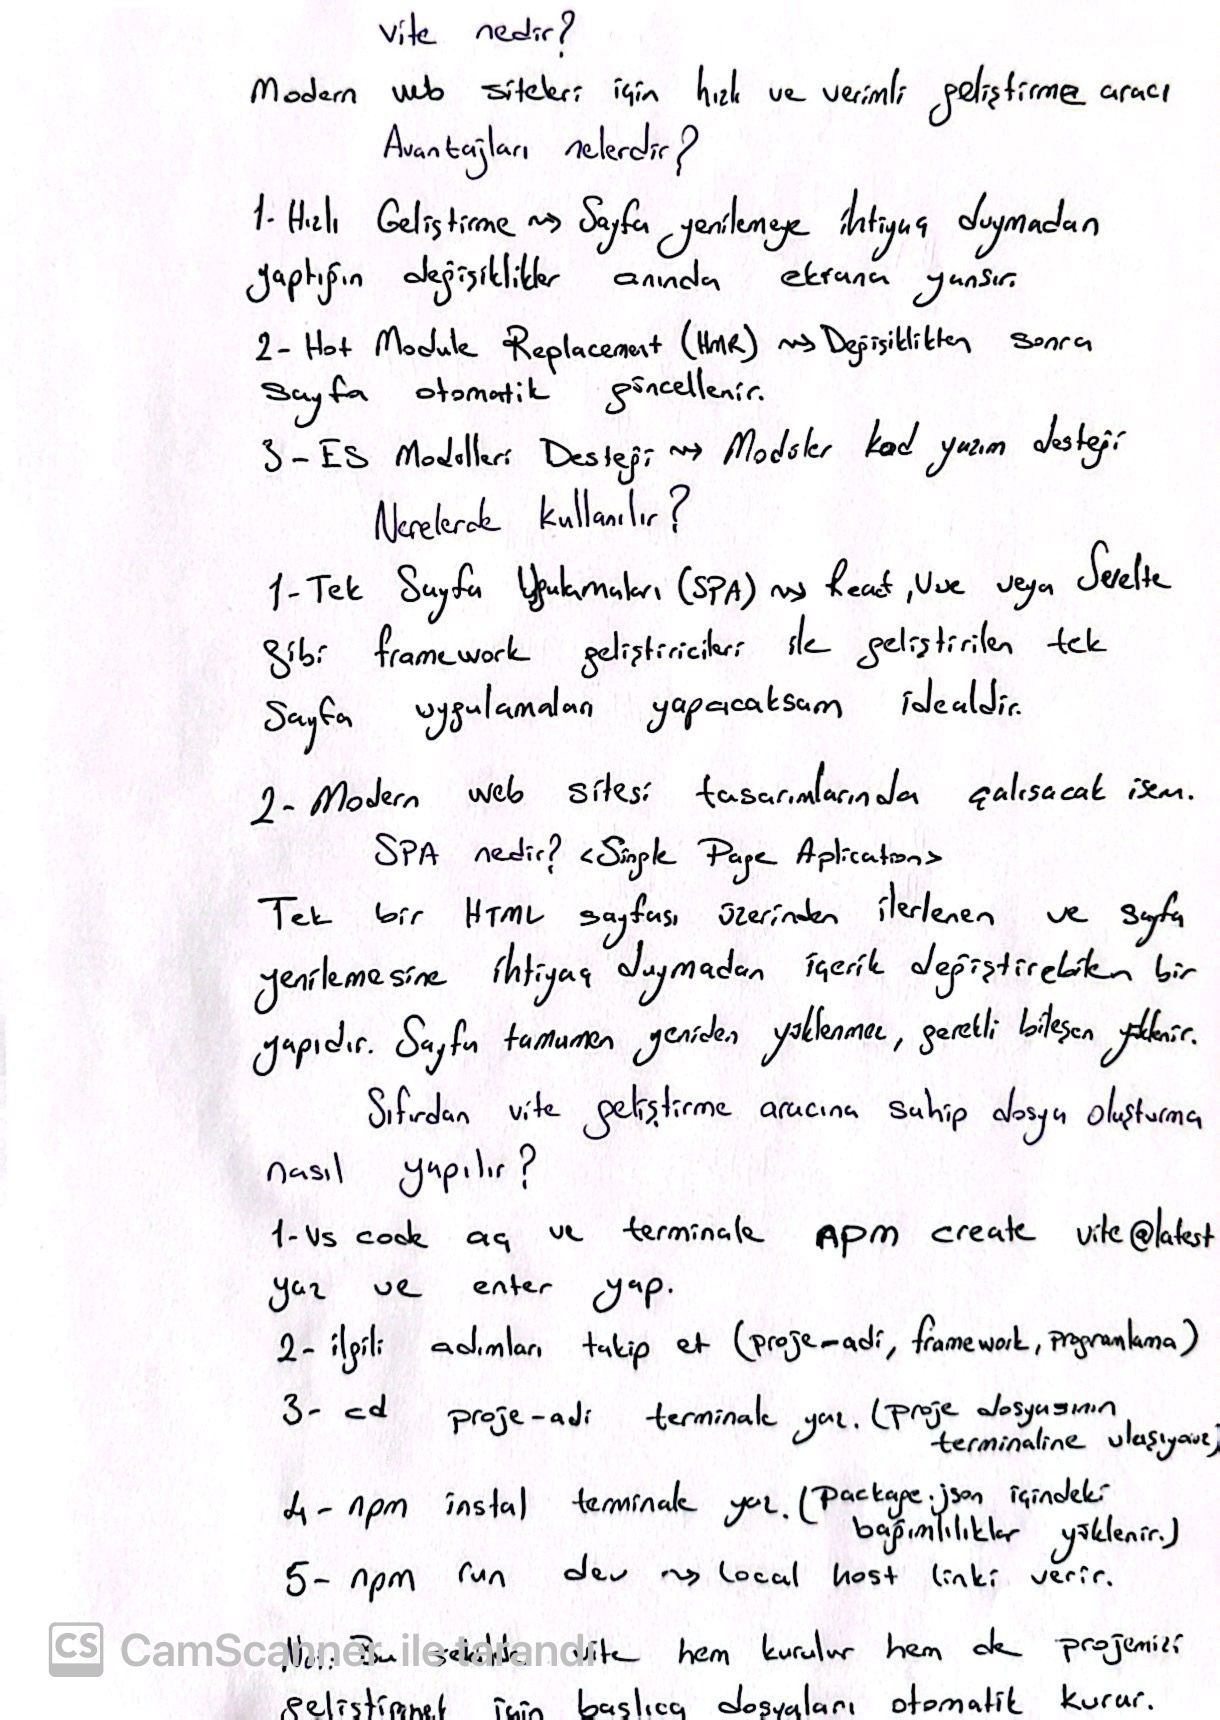 vite nedir?
Modern web siteleri için hızlı ve verimli geliştirme aracı
Avantajları nelerdir?
1- Hızlı Geliştirme ⇝ Sayfa yenilemeye ihtiyaç duymadan
yaptığın değişiklikler anında ekrana yansır.
2- Hot Module Replacement (HMR) ⇝ Değişiklikten sonra
sayfa otomatik güncellenir.
3- ES Modülleri Desteği ⇝ Modüler kod yazım desteği
Nerelerde kullanılır?
1- Tek Sayfa Uygulamaları (SPA) ⇝ React, Vue veya Svelte
gibi framework geliştiricileri ile geliştirilen tek
Sayfa uygulamaları yapacaksam idealdir.
2- Modern web sitesi tasarımlarında çalısacak isem.
SPA nedir? <Single Page Aplication>
Tek bir HTML sayfası üzerinden ilerlenen ve sayfa
yenilemesine ihtiyaç duymadan içerik değiştirebilen bir
yapıdır. Sayfa tamamen yeniden yüklenmez, gerekli bileşen yüklenir.
Sıfırdan vite geliştirme aracına sahip dosya oluşturma
nasıl yapılır?
1- Vs code aç ve terminale npm create vite@latest
yaz ve enter yap.
2- ilgili adımları takip et (proje-adi, framework, programlama)
3- cd proje-adi terminale yaz. (proje dosyasının
terminaline ulaşıyoruz)
4- npm instal terminale yaz. (package.json içindeki
bağımlılıklar yüklenir.)
5- npm run dev ⇝ Local host linki verir.
Not: Bu şekilde vite hem kurulur hem de projemizi
geliştirmek için başlıca dosyaları otomatik kurar.
CS CamScanner ile tarandı